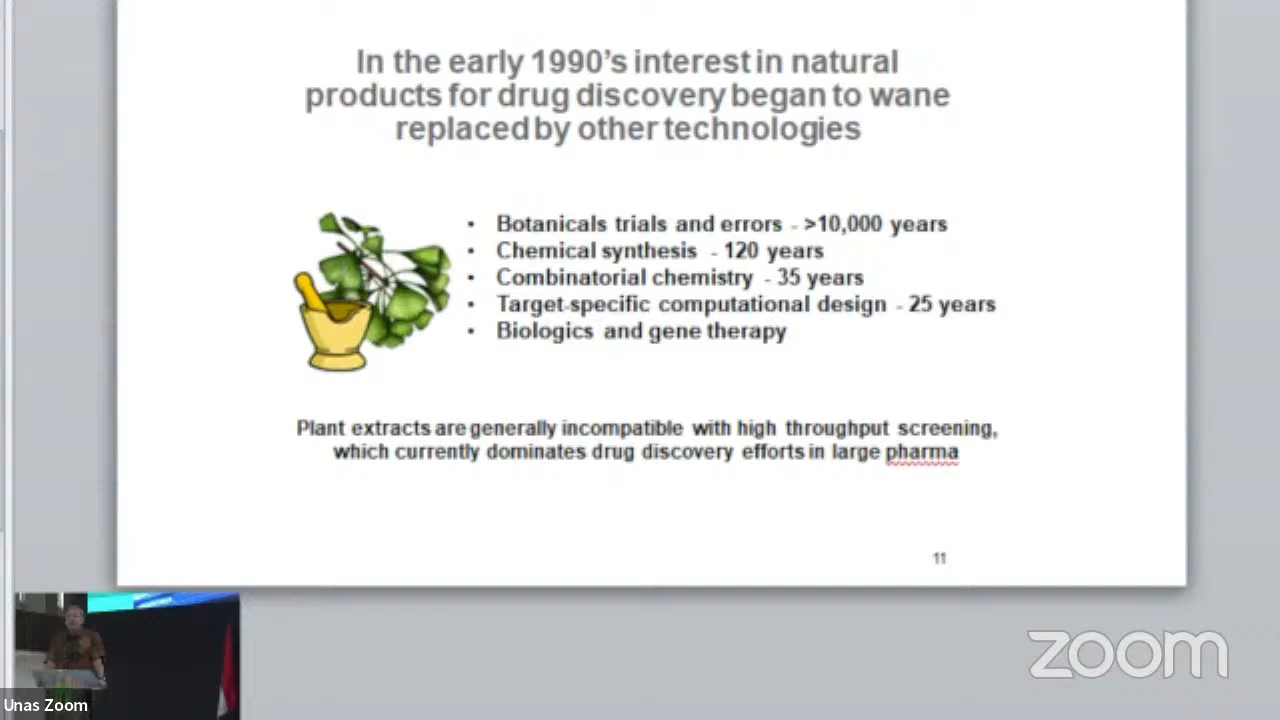 In the early 1990’s interest in natural
products for drug discovery began to wane
replaced by other technologies
• Botanicals trials and errors - >10,000 years
• Chemical synthesis - 120 years
• Combinatorial chemistry - 35 years
• Target-specific computational design - 25 years
• Biologics and gene therapy
Plant extracts are generally incompatible with high throughput screening,
which currently dominates drug discovery efforts in large pharma
11
Unas Zoom
zoom